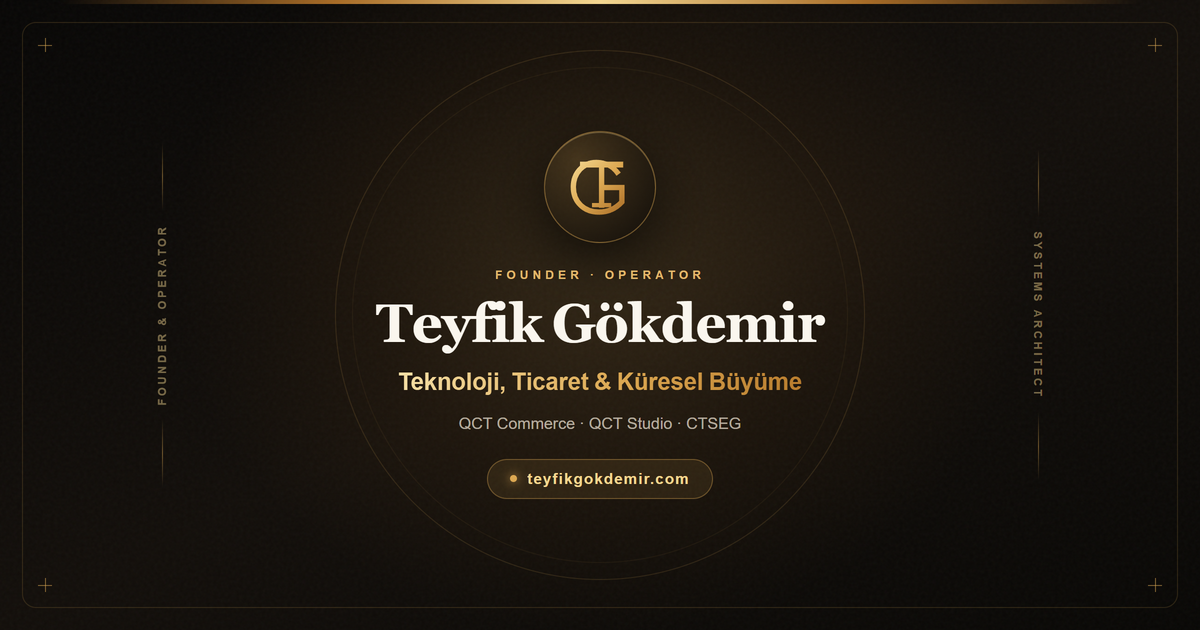 FOUNDER · OPERATOR
Teyfik Gökdemir
Teknoloji, Ticaret & Küresel Büyüme
QCT Commerce · QCT Studio · CTSEG
teyfikgokdemir.com
FOUNDER & OPERATOR
SYSTEMS ARCHITECT